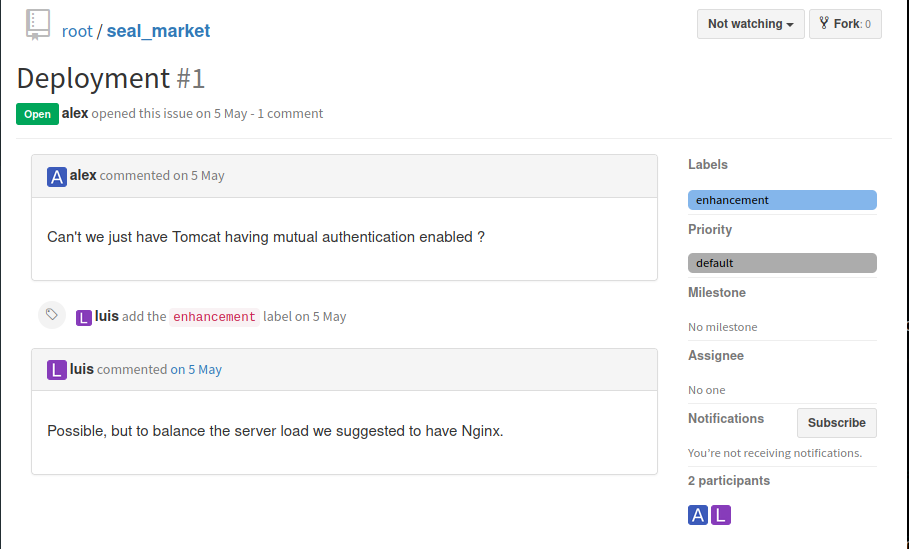 root / seal_market
Not watching
Fork: 0
Deployment #1
Open alex opened this issue on 5 May - 1 comment
A alex commented on 5 May
Can't we just have Tomcat having mutual authentication enabled ?
L luis add the enhancement label on 5 May
L luis commented on 5 May
Possible, but to balance the server load we suggested to have Nginx.
Labels
enhancement
Priority
default
Milestone
No milestone
Assignee
No one
Notifications
Subscribe
You're not receiving notifications.
2 participants
A L